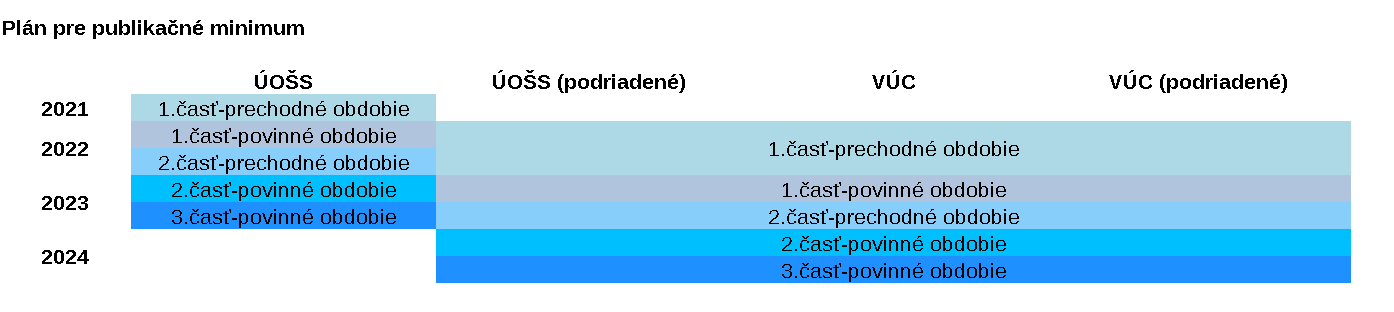 Plán pre publikačné minimum
ÚOŠS ÚOŠS (podriadené) VÚC VÚC (podriadené)
2021 1.časť-prechodné obdobie
2022 1.časť-povinné obdobie 1.časť-prechodné obdobie
2.časť-prechodné obdobie
2023 2.časť-povinné obdobie 1.časť-povinné obdobie
3.časť-povinné obdobie 2.časť-prechodné obdobie
2024 2.časť-povinné obdobie
3.časť-povinné obdobie